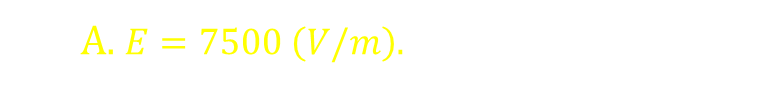 A. E = 7500 (V/m).